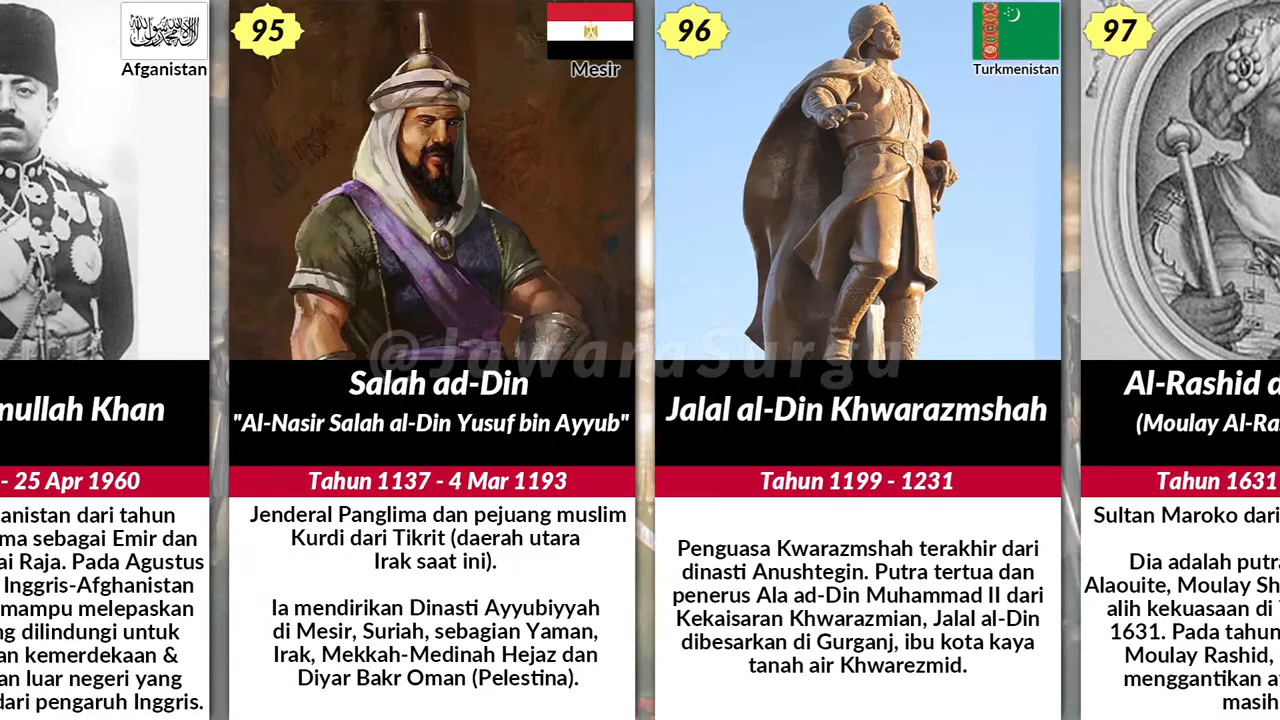 Afganistan
nullah Khan
- 25 Apr 1960
anistan dari tahun
ma sebagai Emir dan
ai Raja. Pada Agustus
Inggris-Afghanistan
mampu melepaskan
ng dilindungi untuk
an kemerdekaan &
an luar negeri yang
dari pengaruh Inggris.
95
Mesir
Salah ad-Din
"Al-Nasir Salah al-Din Yusuf bin Ayyub"
Tahun 1137 - 4 Mar 1193
Jenderal Panglima dan pejuang muslim
Kurdi dari Tikrit (daerah utara
Irak saat ini).
Ia mendirikan Dinasti Ayyubiyyah
di Mesir, Suriah, sebagian Yaman,
Irak, Mekkah-Medinah Hejaz dan
Diyar Bakr Oman (Pelestina).
96
Turkmenistan
@JawaraSurga
Jalal al-Din Khwarazmshah
Tahun 1199 - 1231
Penguasa Kwarazmshah terakhir dari
dinasti Anushtegin. Putra tertua dan
penerus Ala ad-Din Muhammad II dari
Kekaisaran Khwarazmian, Jalal al-Din
dibesarkan di Gurganj, ibu kota kaya
tanah air Khwarezmid.
97
Al-Rashid
(Moulay Al-Ra
Tahun 1631
Sultan Maroko dari
Dia adalah putr
Alaouite, Moulay Sh
alih kekuasaan di
1631. Pada tahun
Moulay Rashid,
menggantikan a
masih